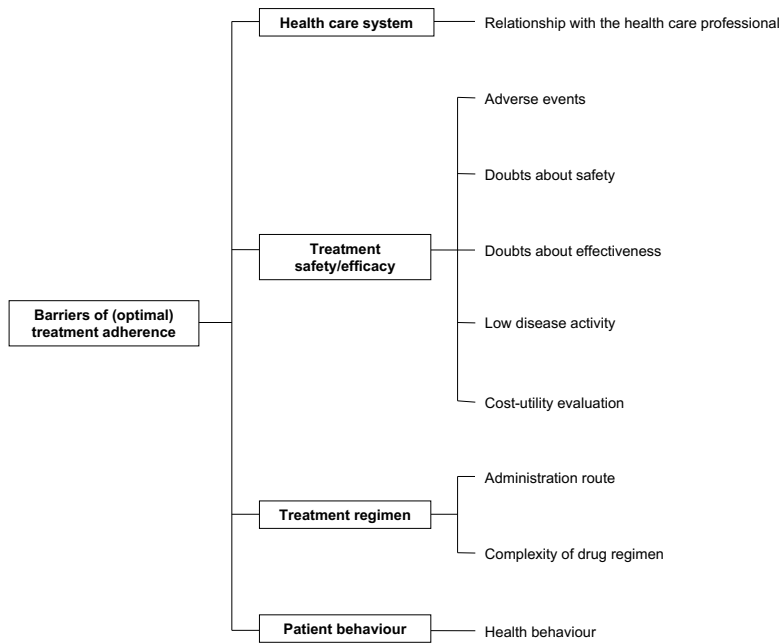 Health care system
Relationship with the health care professional
Adverse events
Doubts about safety
Treatment
safety/efficacy
Doubts about effectiveness
Barriers of (optimal)
treatment adherence
Low disease activity
Cost-utility evaluation
Administration route
Treatment regimen
Complexity of drug regimen
Patient behaviour
Health behaviour